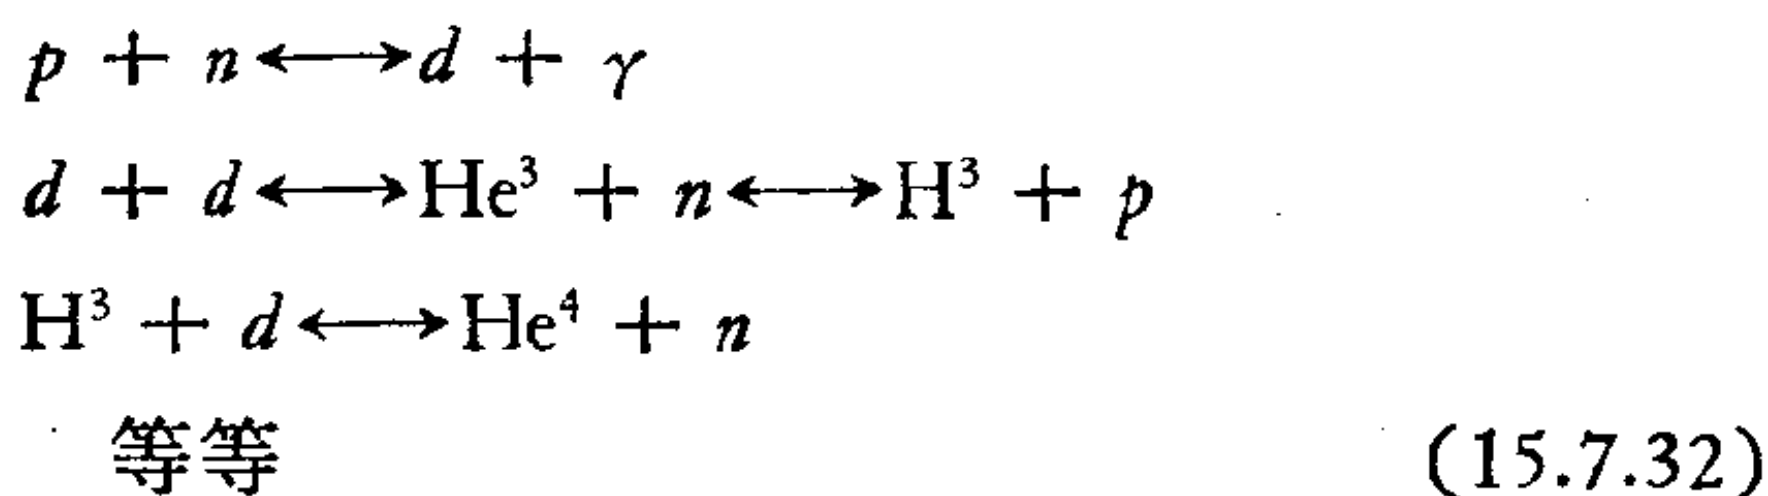 p + n ⟷ d + γ
d + d ⟷ He³ + n ⟷ H³ + p
H³ + d ⟷ He⁴ + n
等等 (15.7.32)